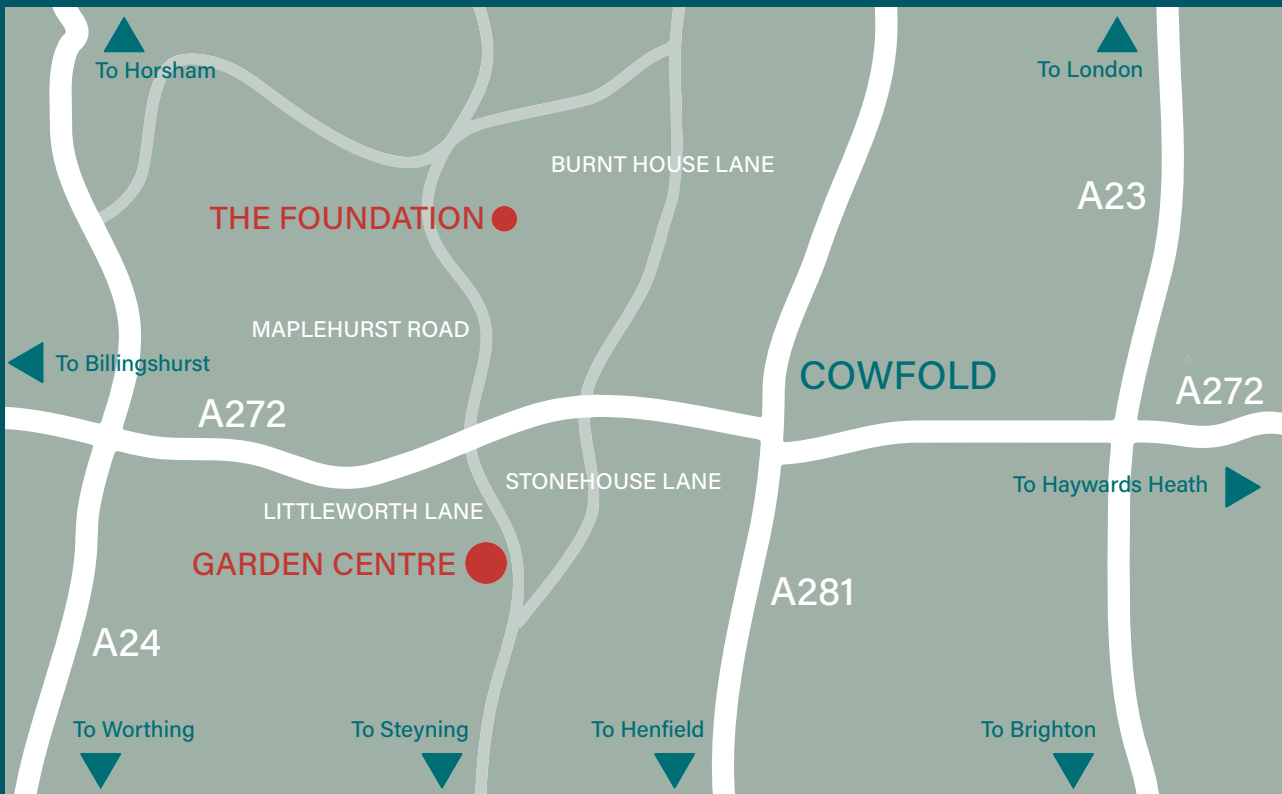 To Horsham
To London
BURNT HOUSE LANE
A23
THE FOUNDATION
MAPLEHURST ROAD
To Billingshurst
COWFOLD
A272
A272
STONEHOUSE LANE
To Haywards Heath
LITTLEWORTH LANE
GARDEN CENTRE
A281
A24
To Worthing
To Steyning
To Henfield
To Brighton